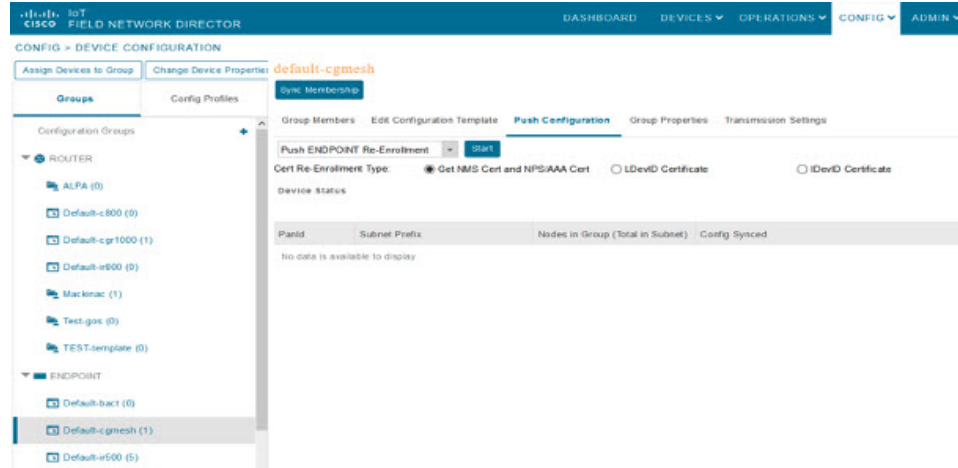 cisco IoT
FIELD NETWORK DIRECTOR
DASHBOARD DEVICES OPERATIONS CONFIG ADMIN
CONFIG > DEVICE CONFIGURATION
Assign Devices to Group Change Device Properties
default-cgmesh
Sync Membership
Groups Config Profiles
Group Members Edit Configuration Template Push Configuration Group Properties Transmission Settings
Configuration Groups +
Push ENDPOINT Re-Enrollment Start
Cert Re-Enrollment Type: Get NMS Cert and NPS/AAA Cert LDevID Certificate IDevID Certificate
Device Status
PanId Subnet Prefix Nodes in Group (Total in Subnet) Config Synced
No data is available to display
ROUTER
ALPA (0)
Default-c800 (0)
Default-cgr1000 (1)
Default-ir800 (0)
Mackinac (1)
Test-gos (0)
TEST-template (0)
ENDPOINT
Default-bact (0)
Default-cgmesh (1)
Default-ir500 (5)